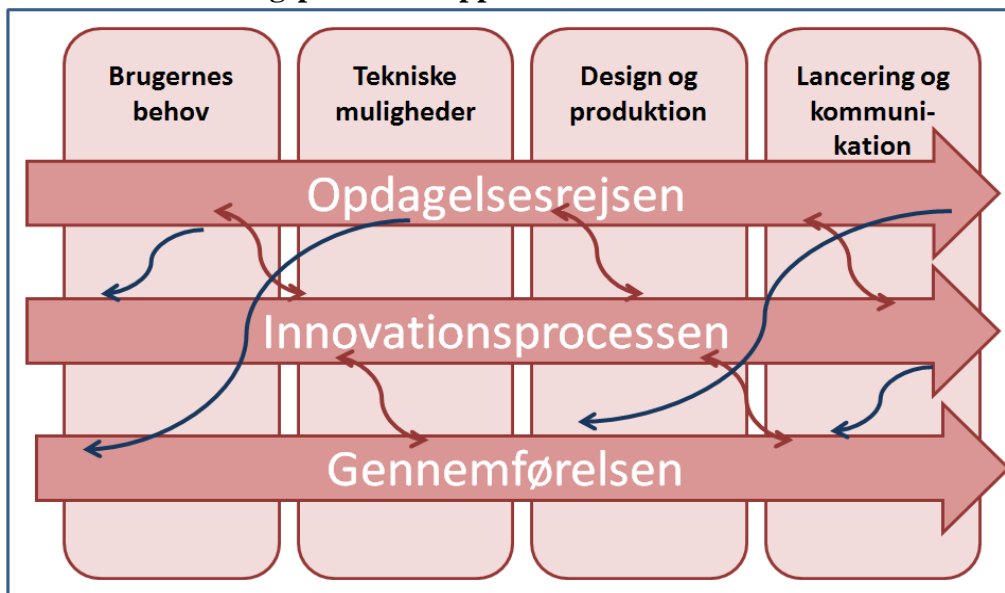 Brugernes
behov
Tekniske
muligheder
Design og
produktion
Lancering og
kommuni-
kation
Opdagelsesrejsen
Innovationsprocessen
Gennemførelsen